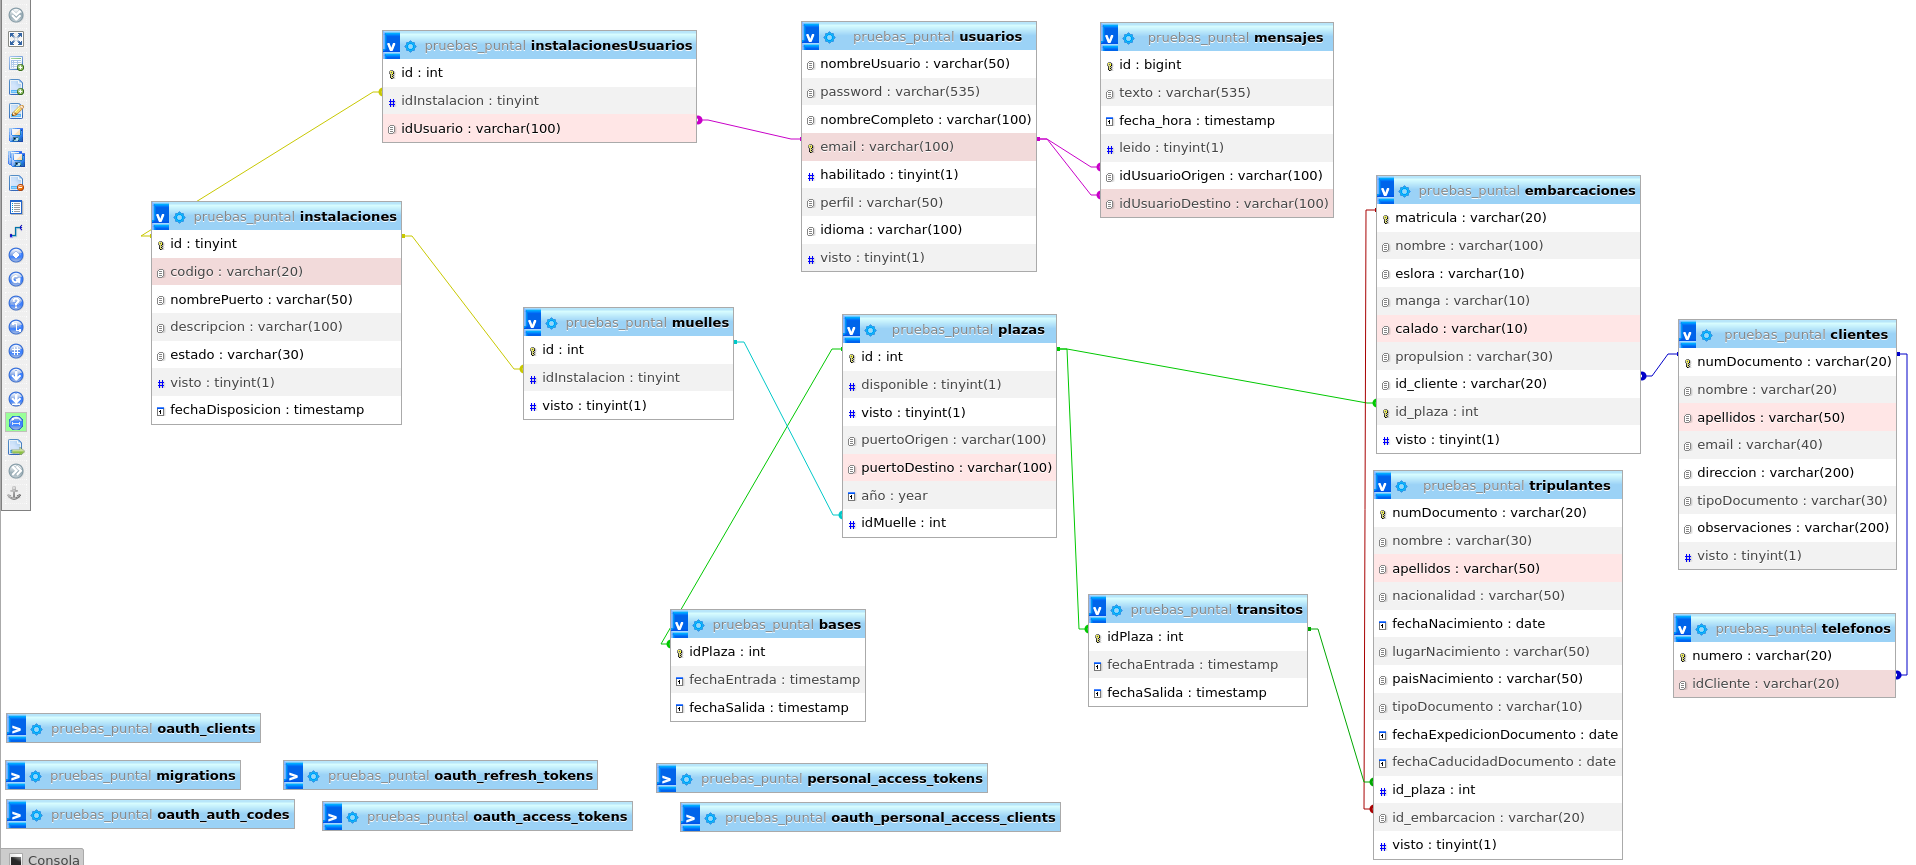 pruebas_puntal instalacionesUsuarios
id : int
idInstalacion : tinyint
idUsuario : varchar(100)
pruebas_puntal usuarios
nombreUsuario : varchar(50)
password : varchar(535)
nombreCompleto : varchar(100)
email : varchar(100)
habilitado : tinyint(1)
perfil : varchar(50)
idioma : varchar(100)
visto : tinyint(1)
pruebas_puntal mensajes
id : bigint
texto : varchar(535)
fecha_hora : timestamp
leido : tinyint(1)
idUsuarioOrigen : varchar(100)
idUsuarioDestino : varchar(100)
pruebas_puntal instalaciones
id : tinyint
codigo : varchar(20)
nombrePuerto : varchar(50)
descripcion : varchar(100)
estado : varchar(30)
visto : tinyint(1)
fechaDisposicion : timestamp
pruebas_puntal muelles
id : int
idInstalacion : tinyint
visto : tinyint(1)
pruebas_puntal plazas
id : int
disponible : tinyint(1)
visto : tinyint(1)
puertoOrigen : varchar(100)
puertoDestino : varchar(100)
año : year
idMuelle : int
pruebas_puntal embarcaciones
matricula : varchar(20)
nombre : varchar(100)
eslora : varchar(10)
manga : varchar(10)
calado : varchar(10)
propulsion : varchar(30)
id_cliente : varchar(20)
id_plaza : int
visto : tinyint(1)
pruebas_puntal clientes
numDocumento : varchar(20)
nombre : varchar(20)
apellidos : varchar(50)
email : varchar(40)
direccion : varchar(200)
tipoDocumento : varchar(30)
observaciones : varchar(200)
visto : tinyint(1)
pruebas_puntal tripulantes
numDocumento : varchar(20)
nombre : varchar(30)
apellidos : varchar(50)
nacionalidad : varchar(50)
fechaNacimiento : date
lugarNacimiento : varchar(50)
paisNacimiento : varchar(50)
tipoDocumento : varchar(10)
fechaExpedicionDocumento : date
fechaCaducidadDocumento : date
id_plaza : int
id_embarcacion : varchar(20)
visto : tinyint(1)
pruebas_puntal bases
idPlaza : int
fechaEntrada : timestamp
fechaSalida : timestamp
pruebas_puntal transitos
idPlaza : int
fechaEntrada : timestamp
fechaSalida : timestamp
pruebas_puntal telefonos
numero : varchar(20)
idCliente : varchar(20)
pruebas_puntal oauth_clients
pruebas_puntal migrations
pruebas_puntal oauth_refresh_tokens
pruebas_puntal personal_access_tokens
pruebas_puntal oauth_auth_codes
pruebas_puntal oauth_access_tokens
pruebas_puntal oauth_personal_access_clients
Consola